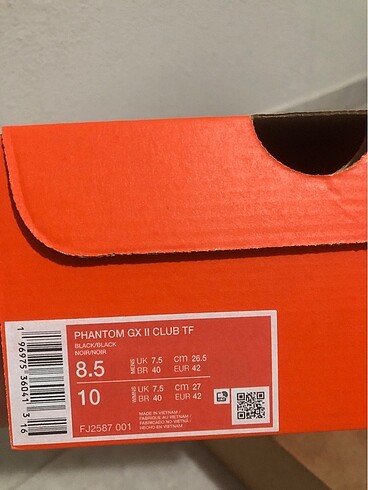 PHANTOM GX II CLUB TF
BLACK/BLACK
NOIR/NOIR
8.5 MENS UK 7.5 CM 26.5
BR 40 EUR 42
10 WMNS UK 7.5 CM 27
BR 40 EUR 42
MADE IN VIETNAM /
FABRIQUE AU VIETNAM /
FABRICADO NO VIETNÃ /
HECHO EN VIETNAM
FJ2587 001
1 96975 36041 3 16